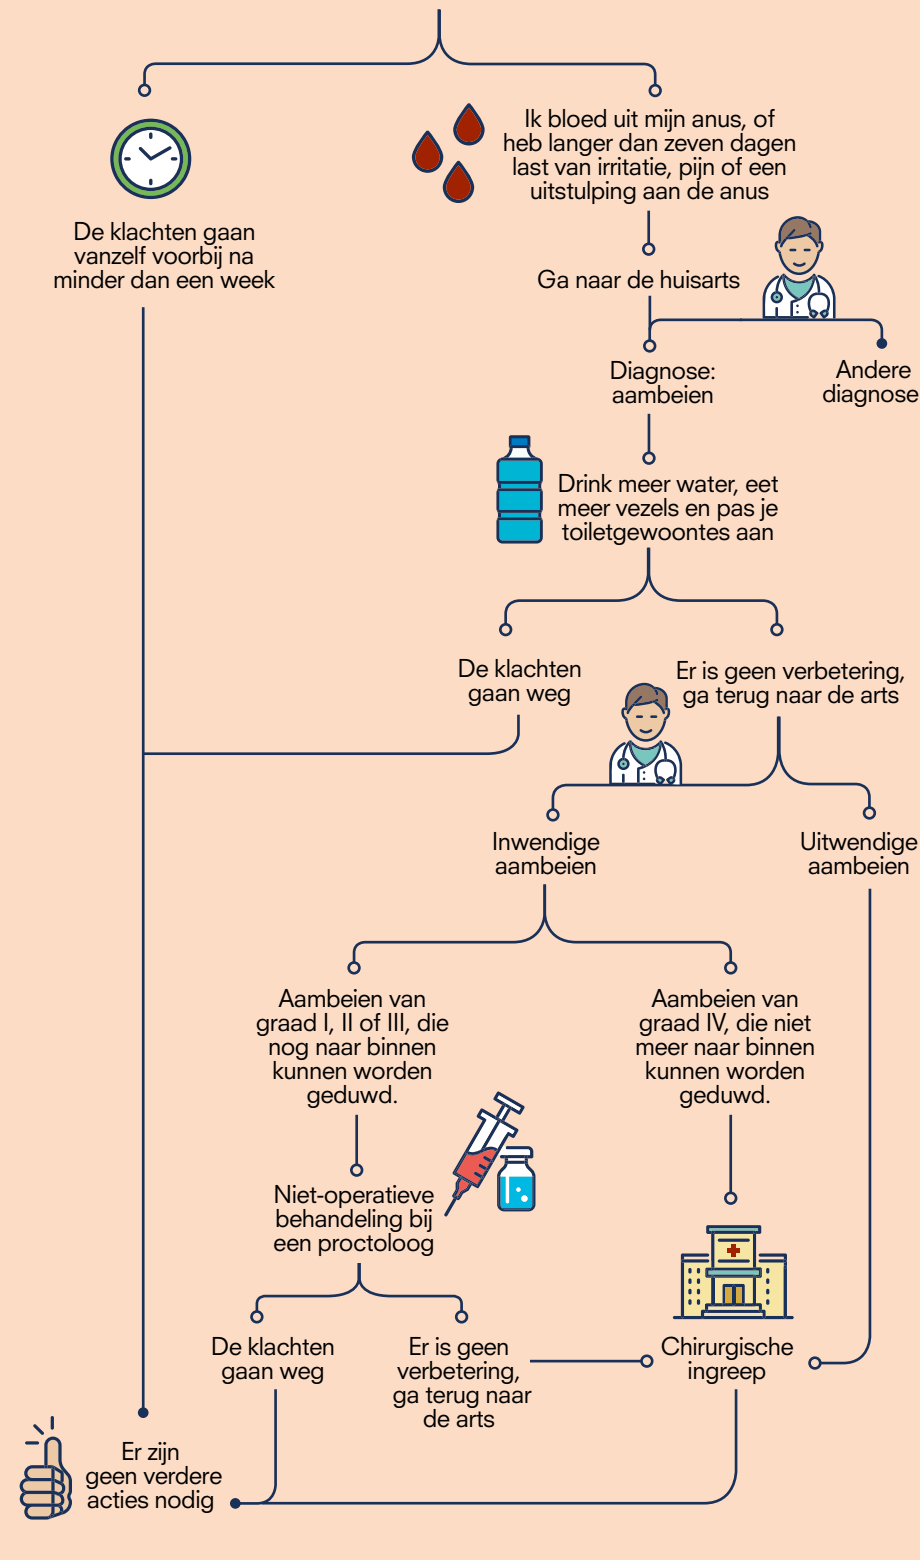 Ik bloed uit mijn anus, of
heb langer dan zeven dagen
last van irritatie, pijn of een
uitstulping aan de anus
De klachten gaan
vanzelf voorbij na
minder dan een week
Ga naar de huisarts
Diagnose:
aambeien
Andere
diagnose
Drink meer water, eet
meer vezels en pas je
toiletgewoontes aan
De klachten
gaan weg
Er is geen verbetering,
ga terug naar de arts
Inwendige
aambeien
Uitwendige
aambeien
Aambeien van
graad I, II of III, die
nog naar binnen
kunnen worden
geduwd.
Aambeien van
graad IV, die niet
meer naar binnen
kunnen worden
geduwd.
Niet-operatieve
behandeling bij
een proctoloog
De klachten
gaan weg
Er is geen
verbetering,
ga terug naar
de arts
Chirurgische
ingreep
Er zijn
geen verdere
acties nodig